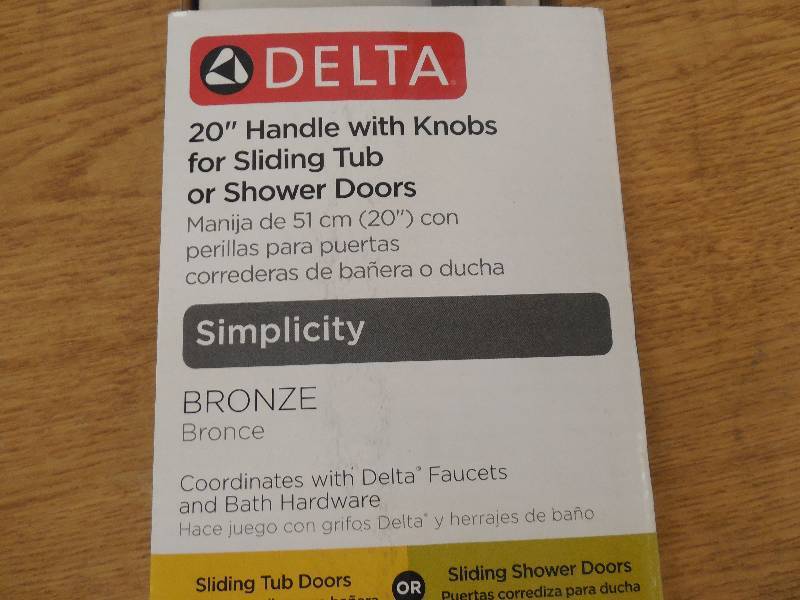 DELTA
20" Handle with Knobs
for Sliding Tub
or Shower Doors
Manija de 51 cm (20") con
perillas para puertas
correderas de bañera o ducha
Simplicity
BRONZE
Bronce
Coordinates with Delta® Faucets
and Bath Hardware
Hace juego con grifos Delta® y herrajes de baño
Sliding Tub Doors
OR
Sliding Shower Doors
Puertas corrediza para ducha